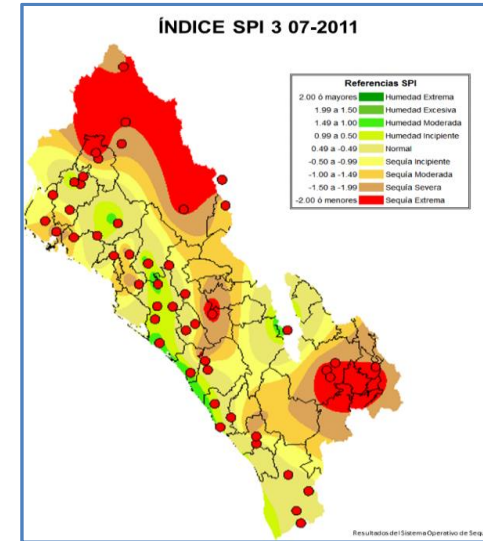 ÍNDICE SPI 3 07-2011
Referencias SPI
2.00 ó mayores Humedad Extrema
1.99 a 1.50 Humedad Excesiva
1.49 a 1.00 Humedad Moderada
0.99 a 0.50 Humedad Incipiente
0.49 a -0.49 Normal
-0.50 a -0.99 Sequía Incipiente
-1.00 a -1.49 Sequía Moderada
-1.50 a -1.99 Sequía Severa
-2.00 ó menores Sequía Extrema
Resultados del Sistema Operativo de Sequ